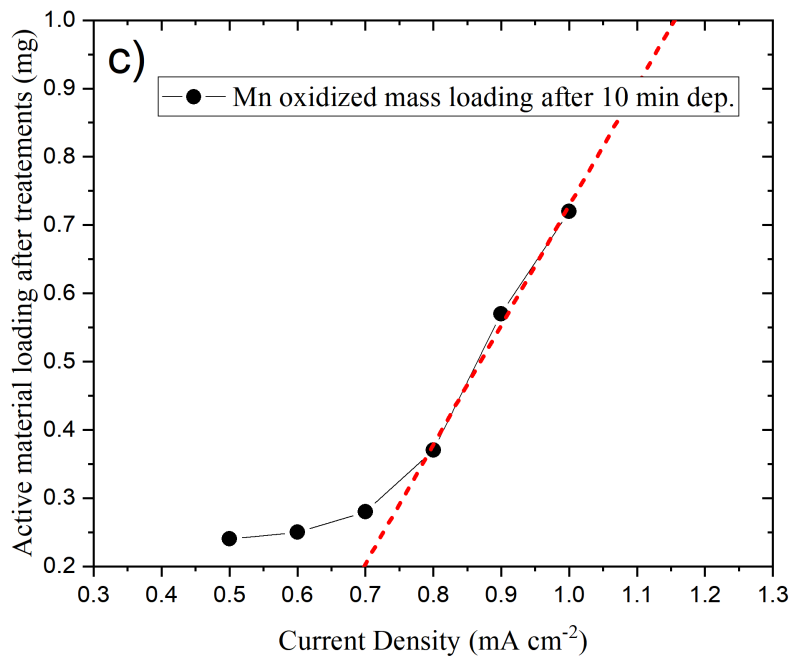 c)
Mn oxidized mass loading after 10 min dep.
Active material loading after treatements (mg)
1.0
0.9
0.8
0.7
0.6
0.5
0.4
0.3
0.2
0.3 0.4 0.5 0.6 0.7 0.8 0.9 1.0 1.1 1.2 1.3
Current Density (mA cm⁻²)